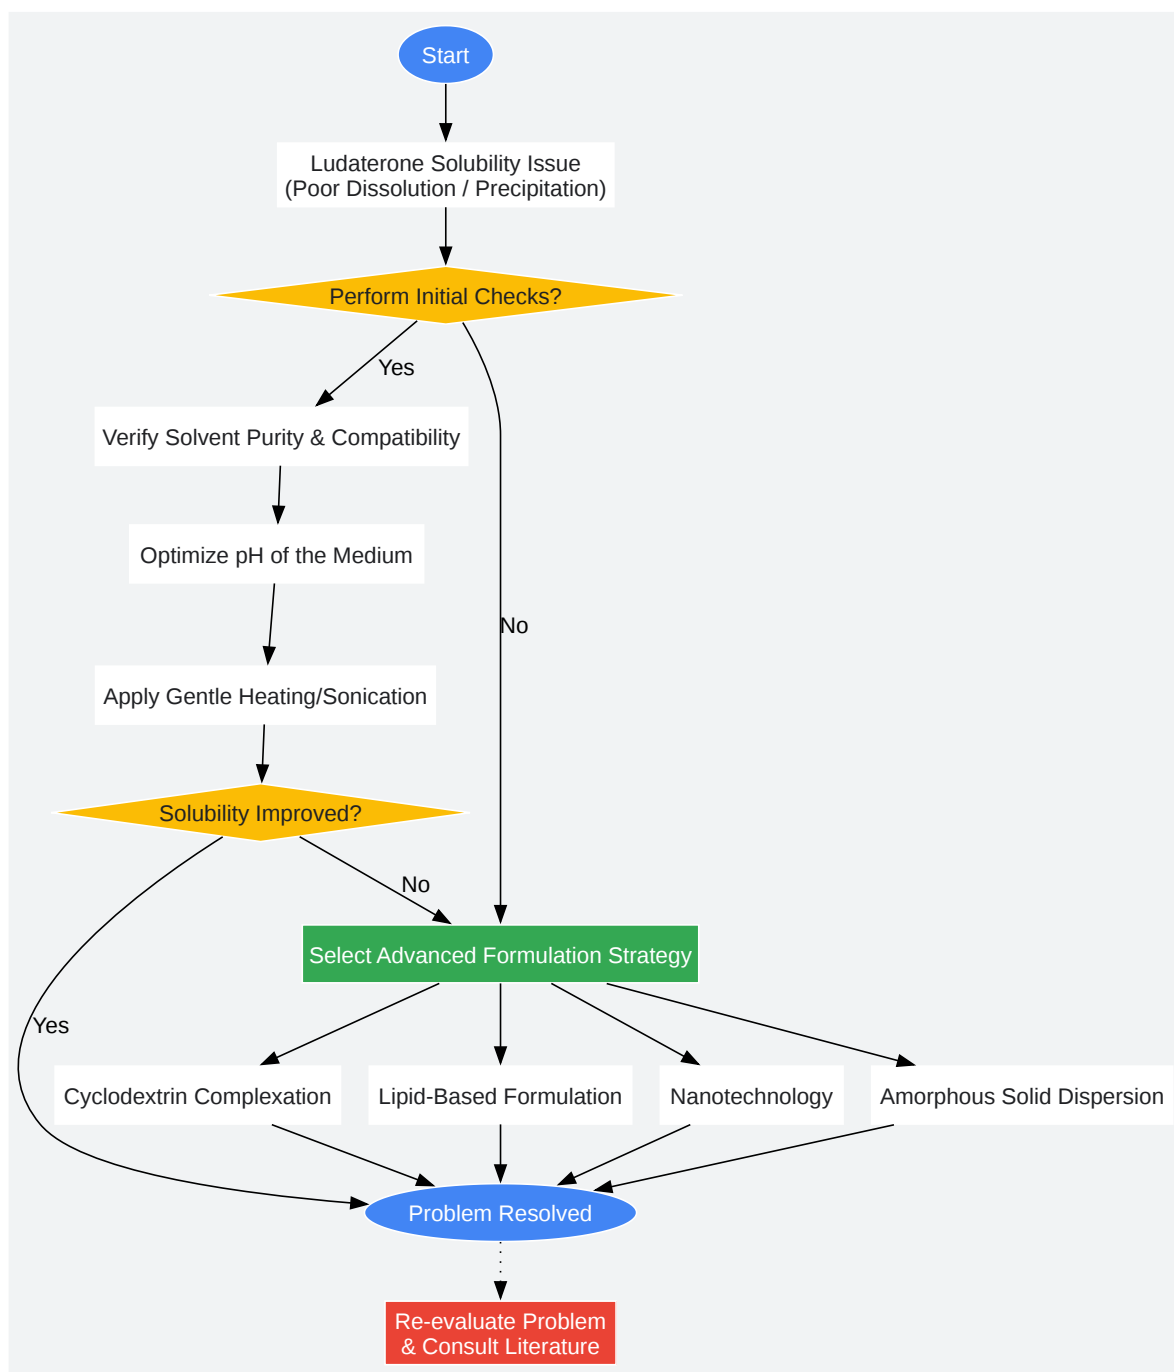 Start
Ludaterone Solubility Issue
(Poor Dissolution / Precipitation)
Perform Initial Checks?
Yes
Verify Solvent Purity & Compatibility
Optimize pH of the Medium
No
Apply Gentle Heating/Sonication
Solubility Improved?
No
Select Advanced Formulation Strategy
Yes
Cyclodextrin Complexation
Lipid-Based Formulation
Nanotechnology
Amorphous Solid Dispersion
Problem Resolved
Re-evaluate Problem
& Consult Literature